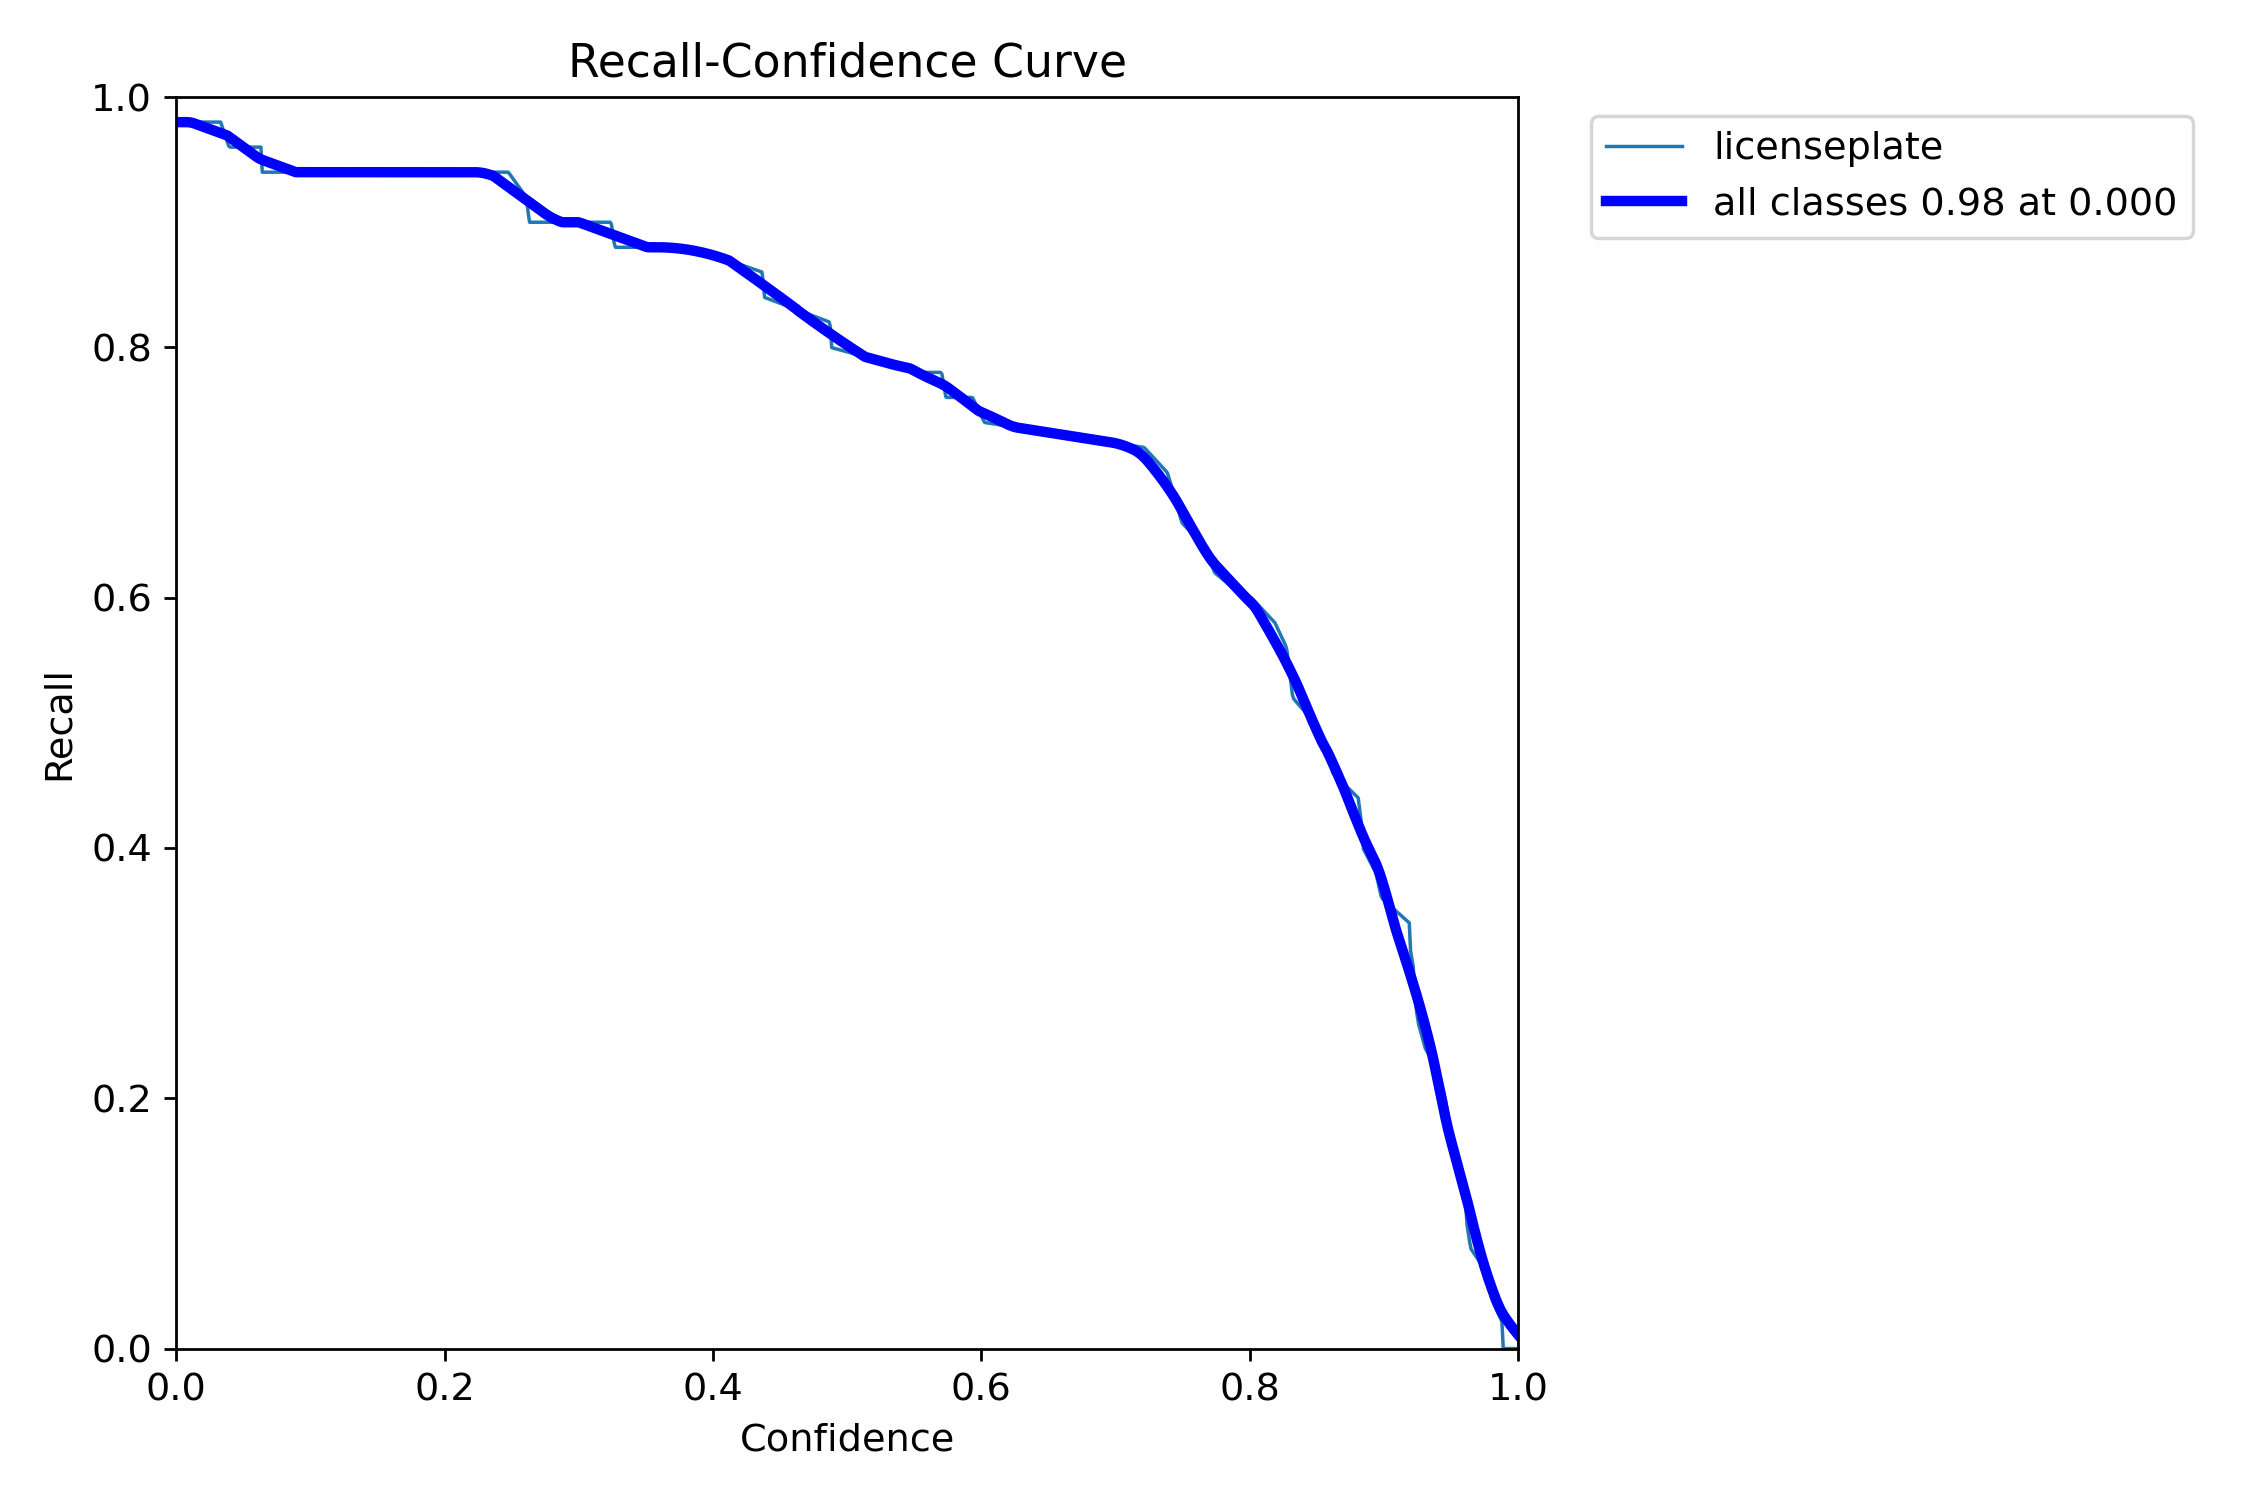 Recall-Confidence Curve
1.0
0.8
0.6
0.4
0.2
0.0
Recall
0.0 0.2 0.4 0.6 0.8 1.0
Confidence
licenseplate
all classes 0.98 at 0.000